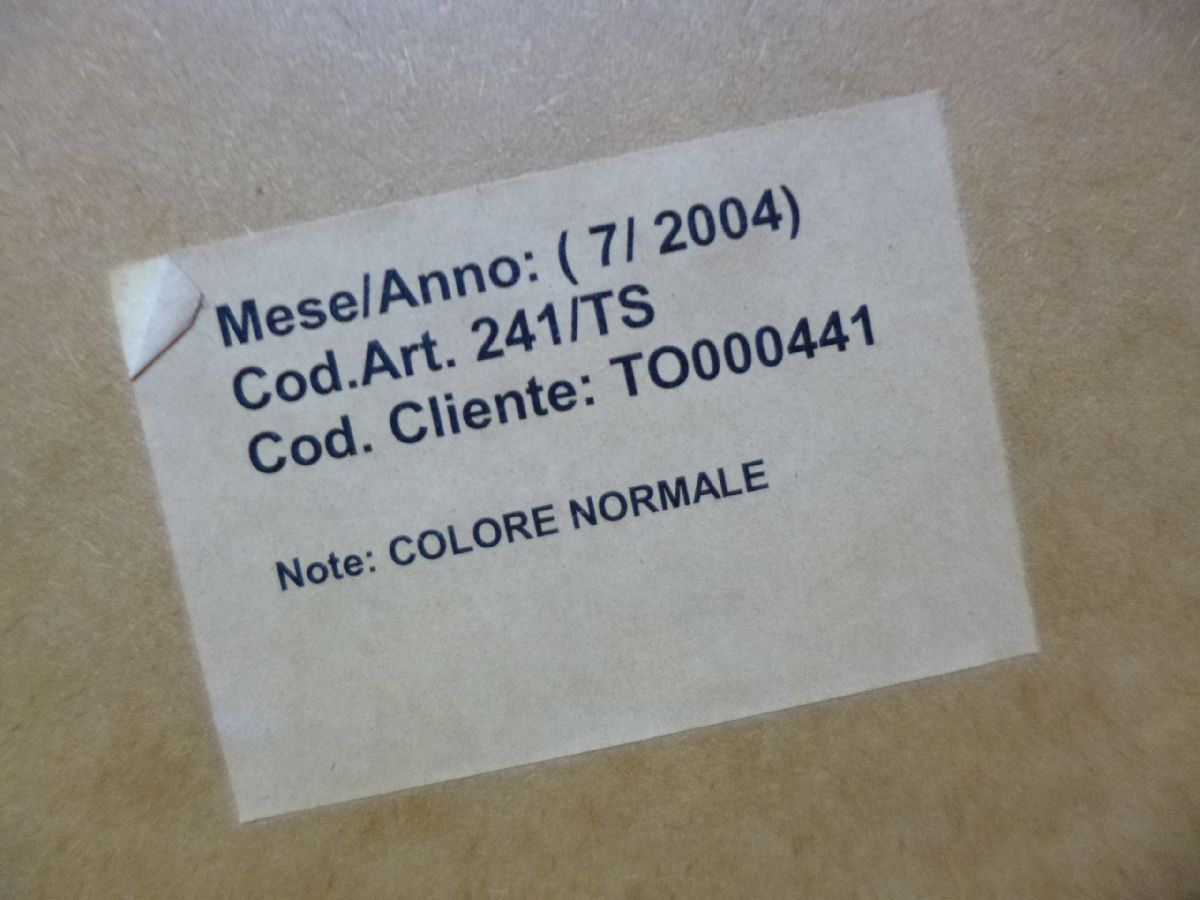 Mese/Anno: ( 7/ 2004)
Cod.Art. 241/TS
Cod. Cliente: TO000441
Note: COLORE NORMALE